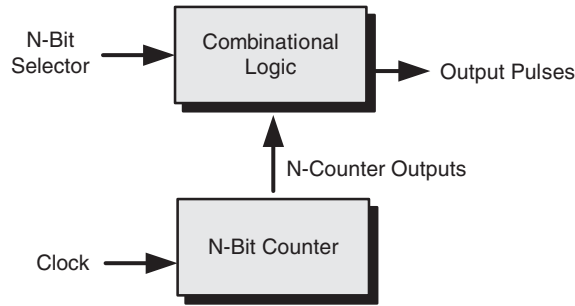 N-Bit
Selector
Combinational
Logic
Output Pulses
N-Counter Outputs
N-Bit Counter
Clock